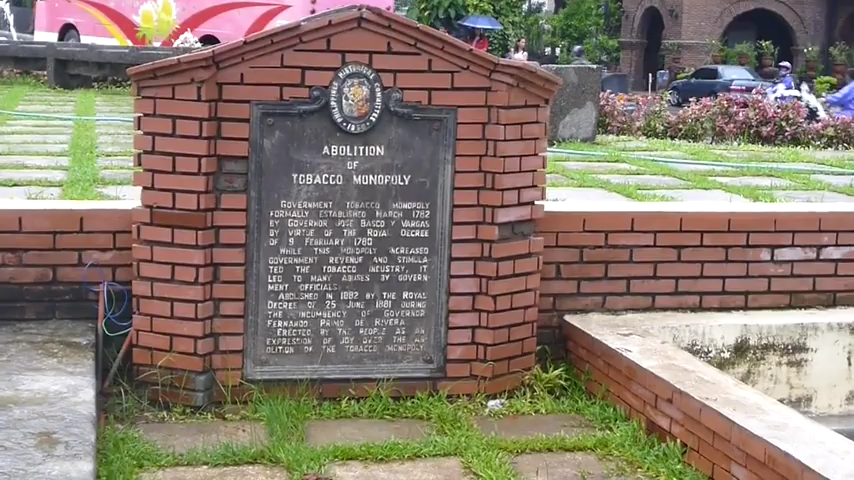 PHILIPPINES HISTORICAL COMMITTEE
1950
ABOLITION
OF
TOBACCO MONOPOLY
GOVERNMENT TOBACCO MONOPOLY
FORMALLY ESTABLISHED MARCH 1782
BY GOVERNOR JOSE BASCO Y VARGAS
BY VIRTUE OF THE ROYAL DECREE
OF 9 FEBRUARY 1780.
WHILE THIS MONOPOLY INCREASED
GOVERNMENT REVENUE AND STIMULA-
TED THE TOBACCO INDUSTRY, IT
LED TO MANY ABUSES BY GOVERN-
MENT OFFICIALS.
ABOLISHED IN 1882 BY THE ROYAL
DECREE OF 25 JUNE 1881 DURING
THE INCUMBENCY OF GOVERNOR
FERNANDO PRIMO DE RIVERA.
ERECTED BY THE PEOPLE AS AN
EXPRESSION OF JOY OVER THE AB-
OLITION OF THE TOBACCO MONOPOLY.